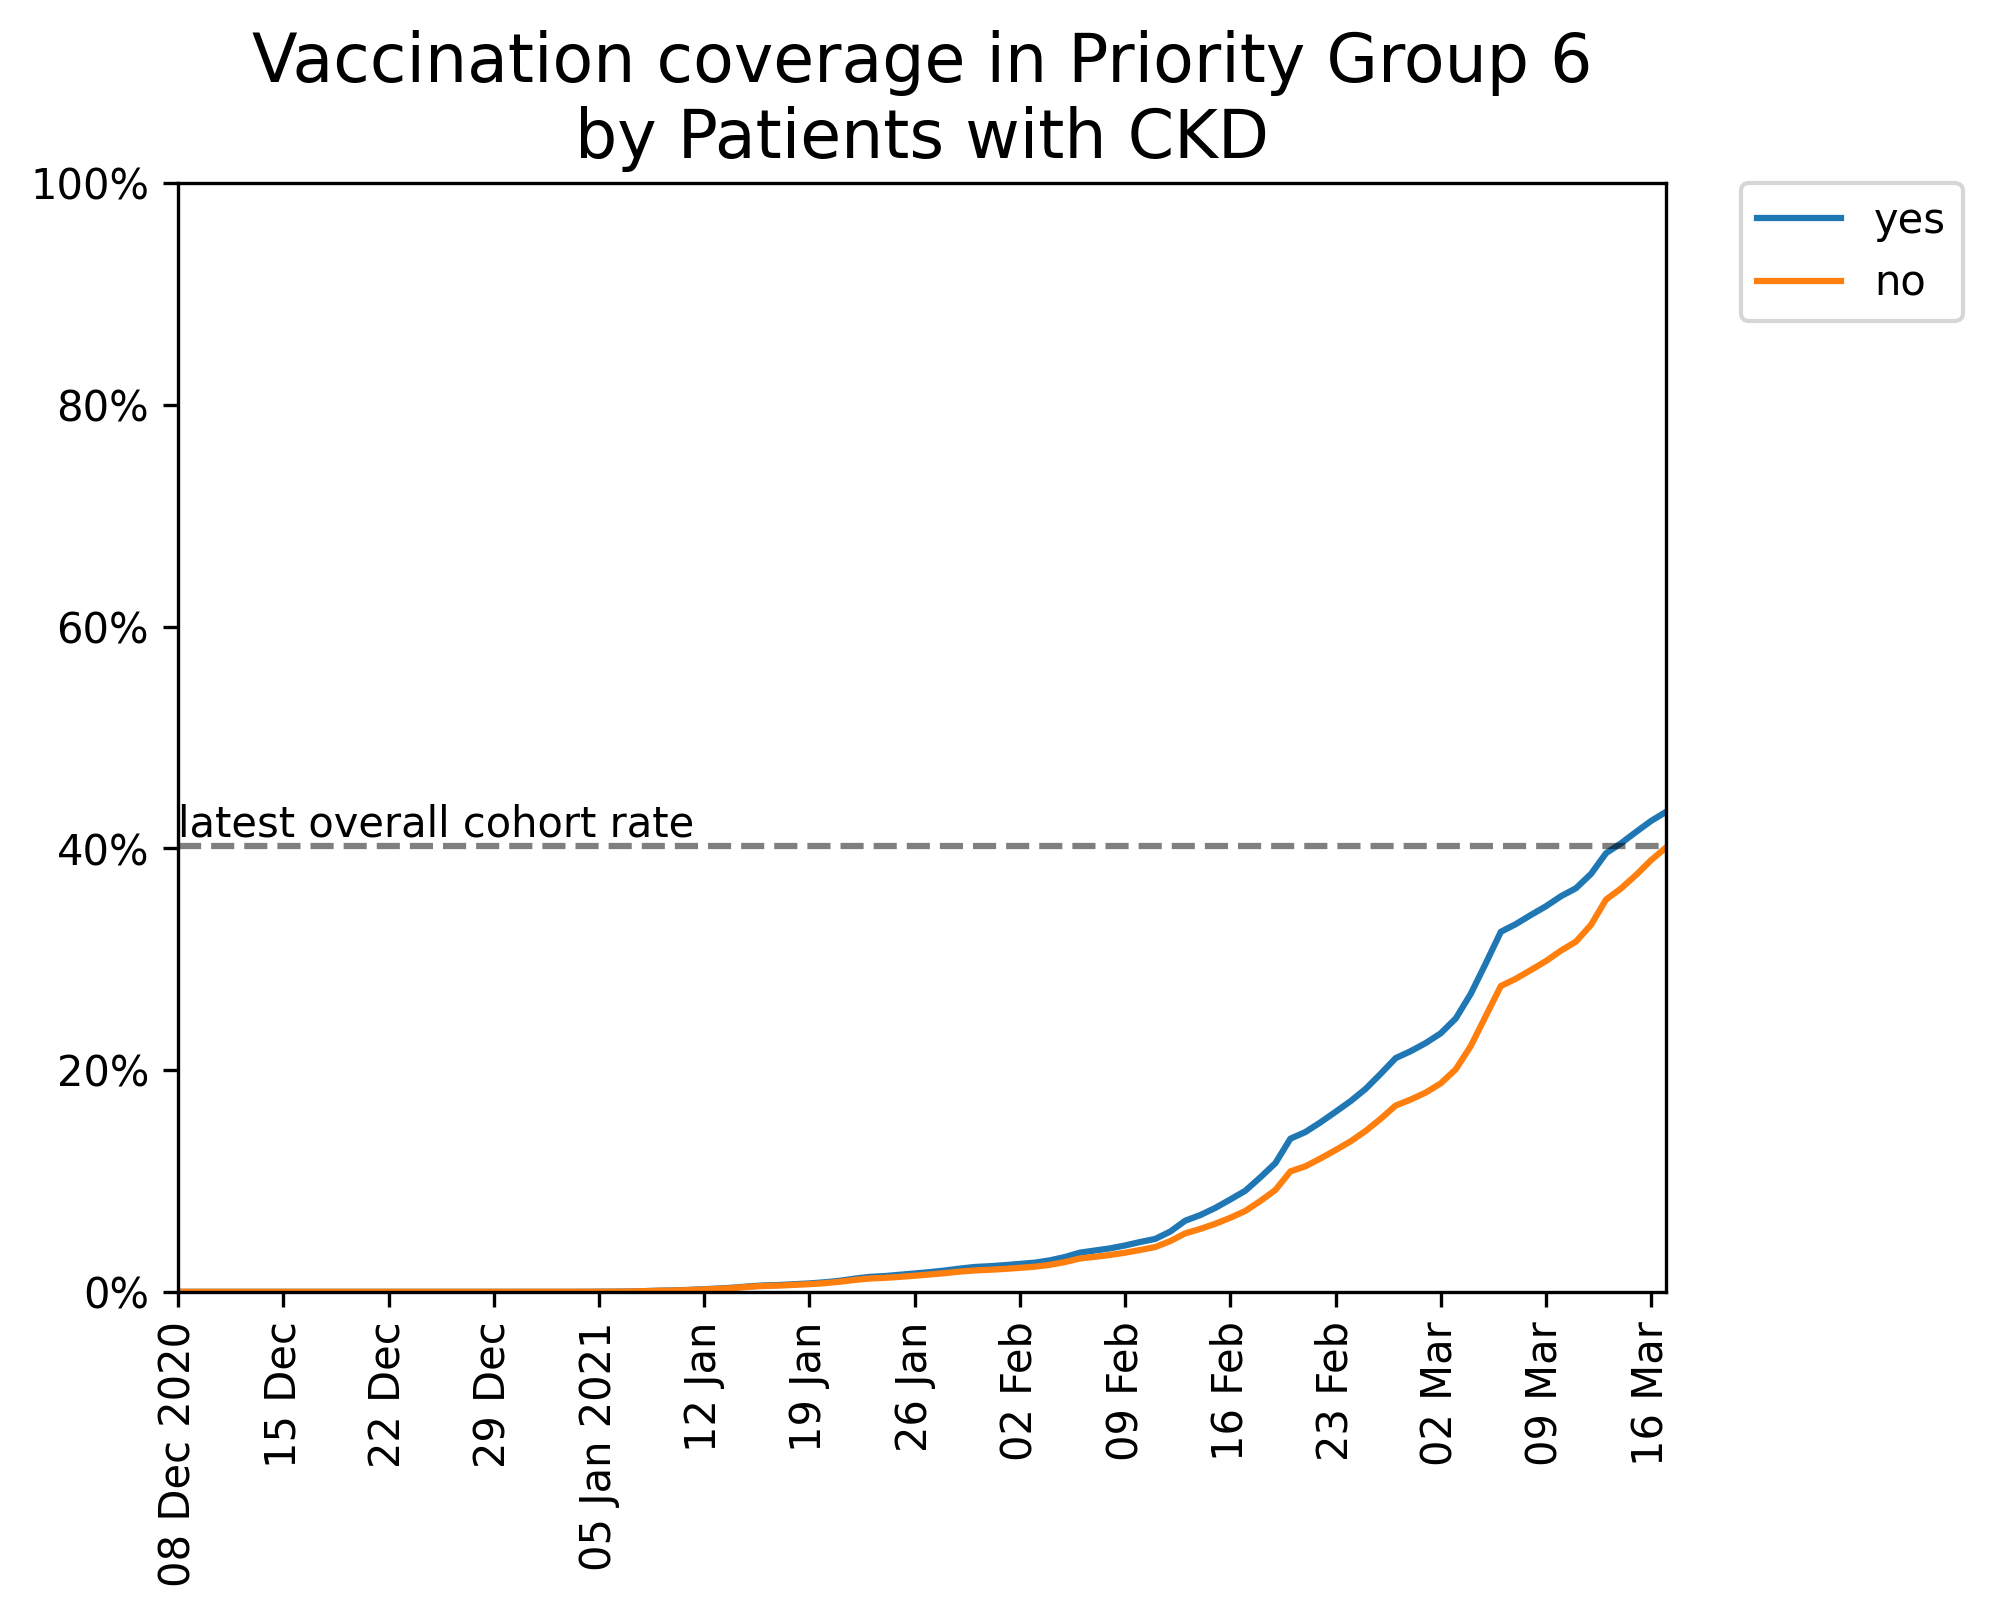 Vaccination coverage in Priority Group 6
by Patients with CKD
100%
80%
60%
40%
20%
0%
latest overall cohort rate
yes
no
08 Dec 2020
15 Dec
22 Dec
29 Dec
05 Jan 2021
12 Jan
19 Jan
26 Jan
02 Feb
09 Feb
16 Feb
23 Feb
02 Mar
09 Mar
16 Mar